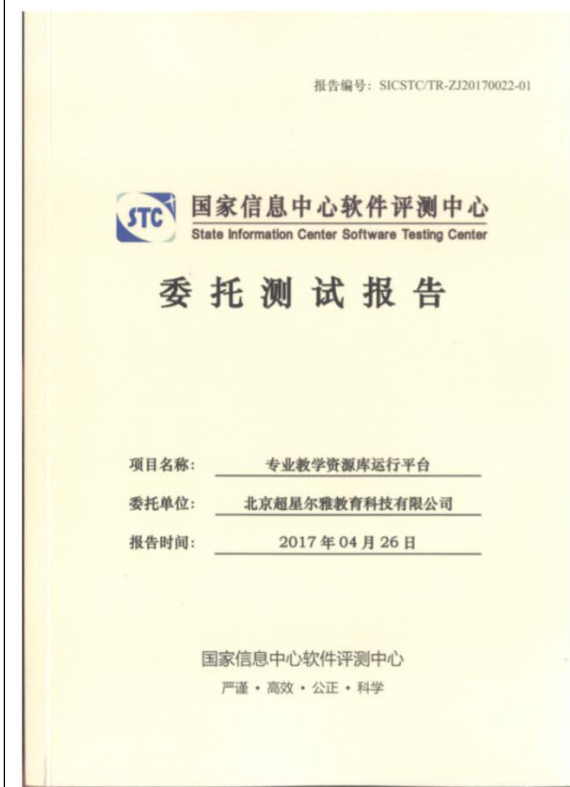 报告编号：SICSTC/TR-ZJ20170022-01
STC
国家信息中心软件评测中心
State Information Center Software Testing Center
委托测试报告
项目名称： 专业教学资源库运行平台
委托单位： 北京超星尔雅教育科技有限公司
报告时间： 2017年04月26日
国家信息中心软件评测中心
严谨·高效·公正·科学